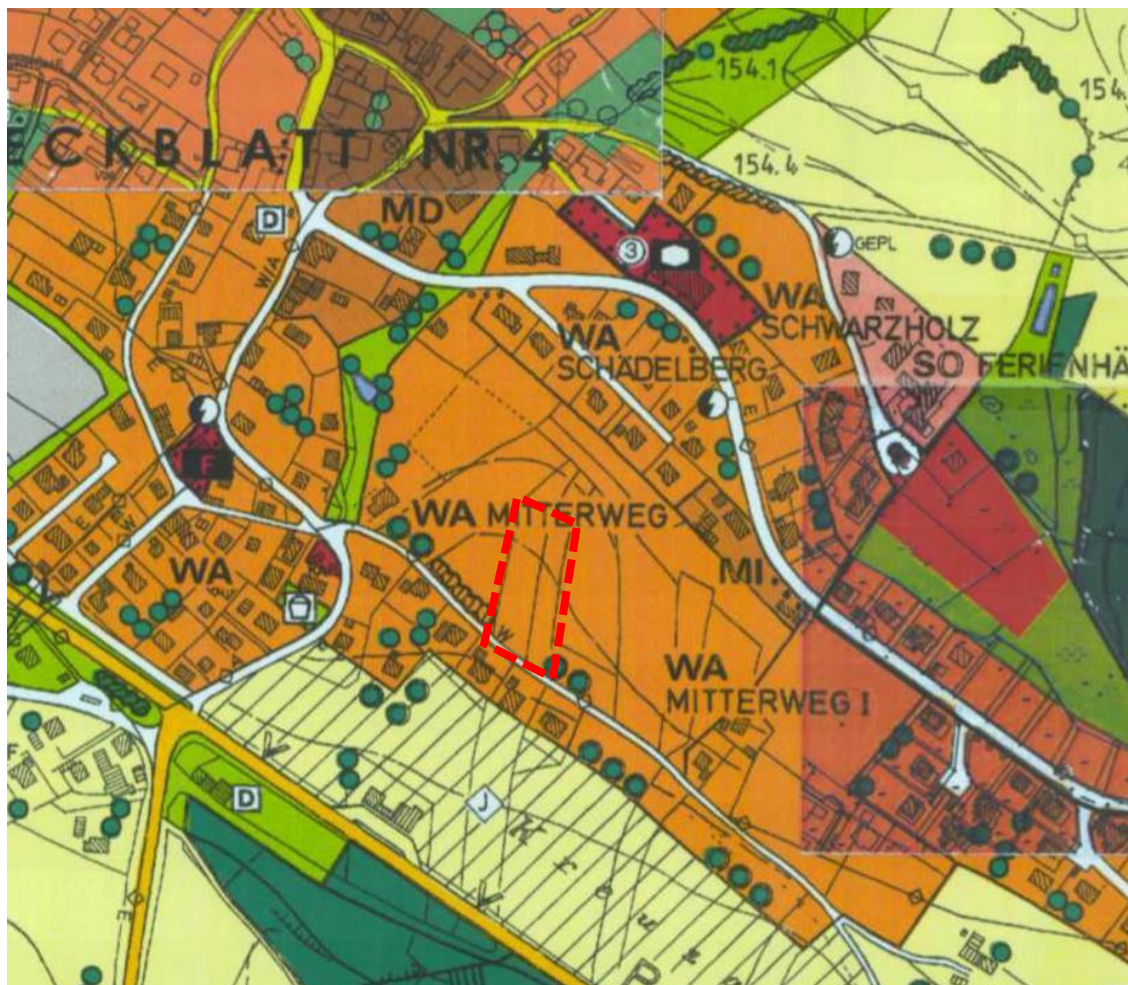 CKBLATT NR. 4
154.1
154.
154.4
MD
D
W/A
3
GEPL
WA
SCHWARZHOLZ
WA
SCHÄDELBERG
SO FERIENHÄ
F
WA MITTERWEG
WA
MI.
WA
MITTERWEG I
D
J